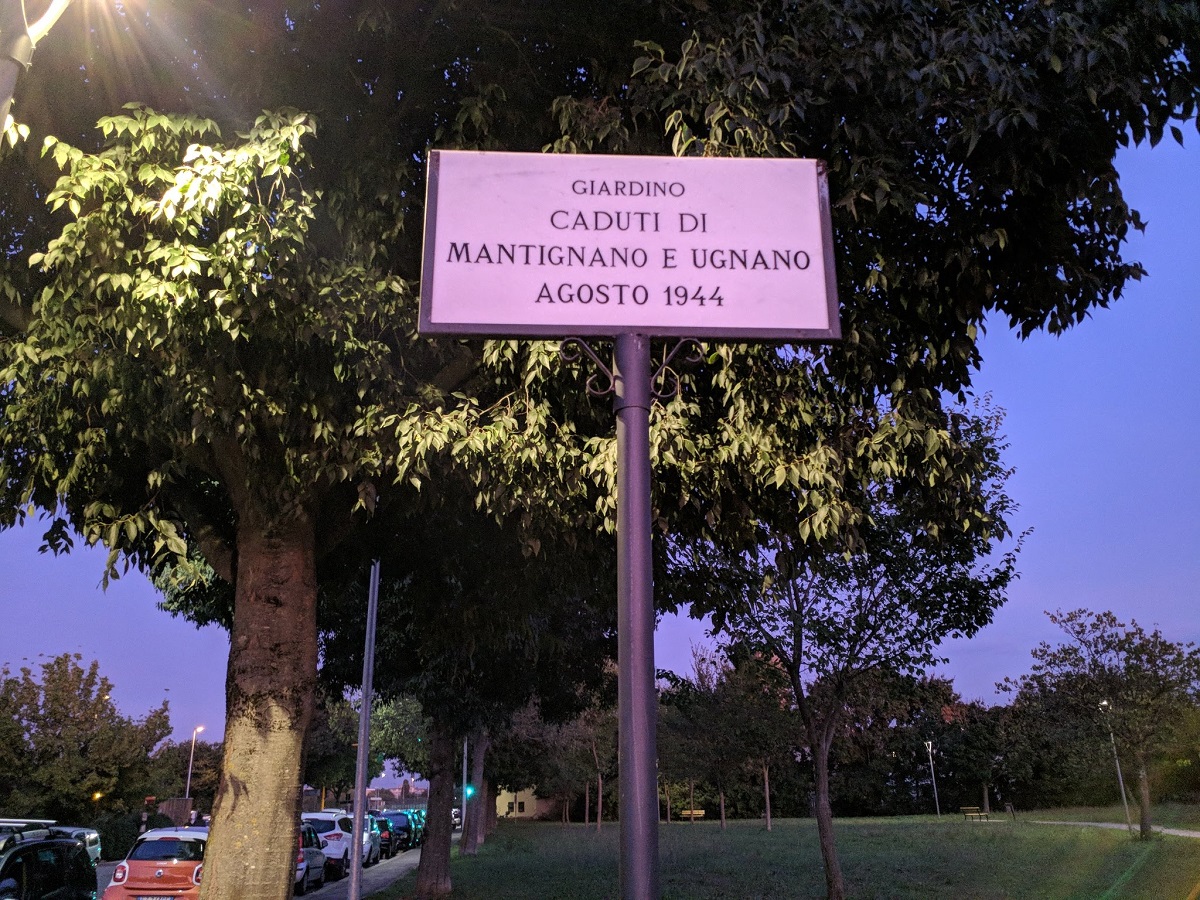 GIARDINO
CADUTI DI
MANTIGNANO E UGNANO
AGOSTO 1944